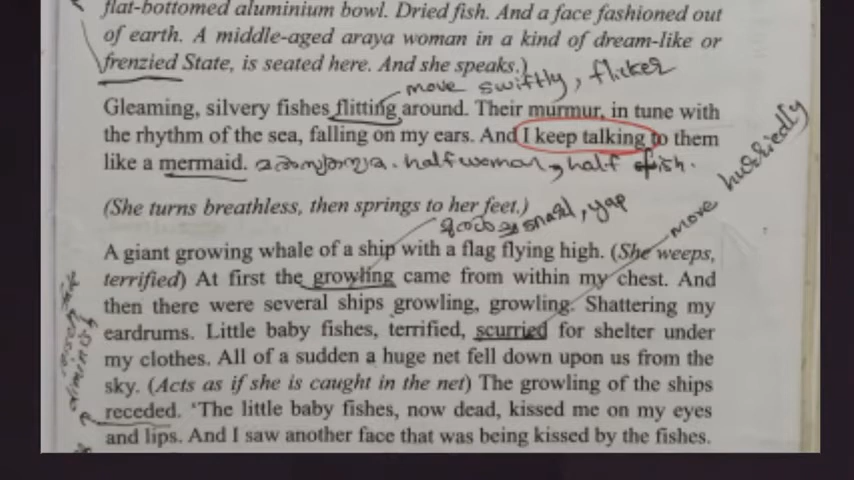 flat-bottomed aluminium bowl. Dried fish. And a face fashioned out
of earth. A middle-aged araya woman in a kind of dream-like or
frenzied State, is seated here. And she speaks.)
move swiftly, flicker
Gleaming, silvery fishes flitting around. Their murmur, in tune with
the rhythm of the sea, falling on my ears. And I keep talking to them
like a mermaid. മത്സ്യകന്യക. half woman, half fish.
move hurriedly
(She turns breathless, then springs to her feet.)
snarl, yap
A giant growing whale of a ship with a flag flying high. (She weeps,
terrified) At first the growling came from within my chest. And
then there were several ships growling, growling. Shattering my
eardrums. Little baby fishes, terrified, scurried for shelter under
my clothes. All of a sudden a huge net fell down upon us from the
sky. (Acts as if she is caught in the net) The growling of the ships
receded. 'The little baby fishes, now dead, kissed me on my eyes
and lips. And I saw another face that was being kissed by the fishes.